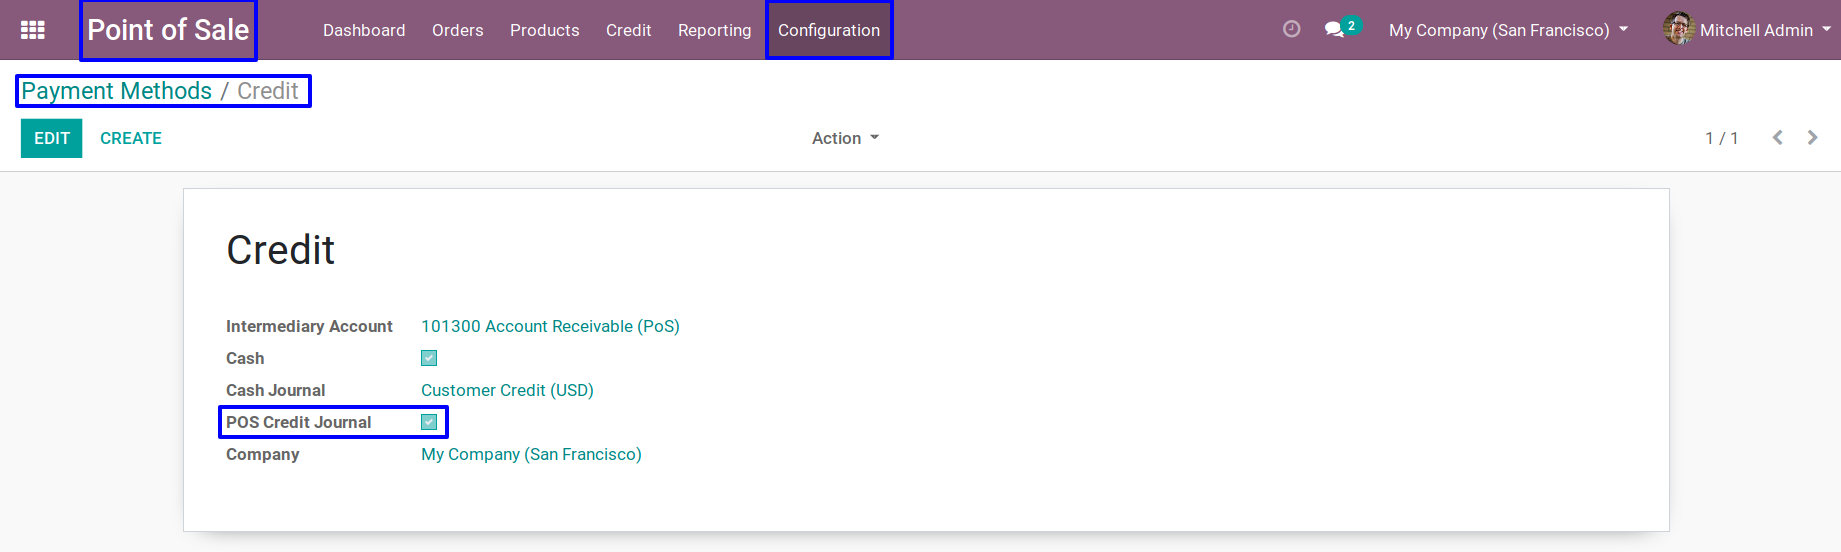 Point of Sale Dashboard Orders Products Credit Reporting Configuration 2 My Company (San Francisco) Mitchell Admin
Payment Methods / Credit
EDIT CREATE Action 1 / 1
Credit
Intermediary Account 101300 Account Receivable (PoS)
Cash
Cash Journal Customer Credit (USD)
POS Credit Journal
Company My Company (San Francisco)